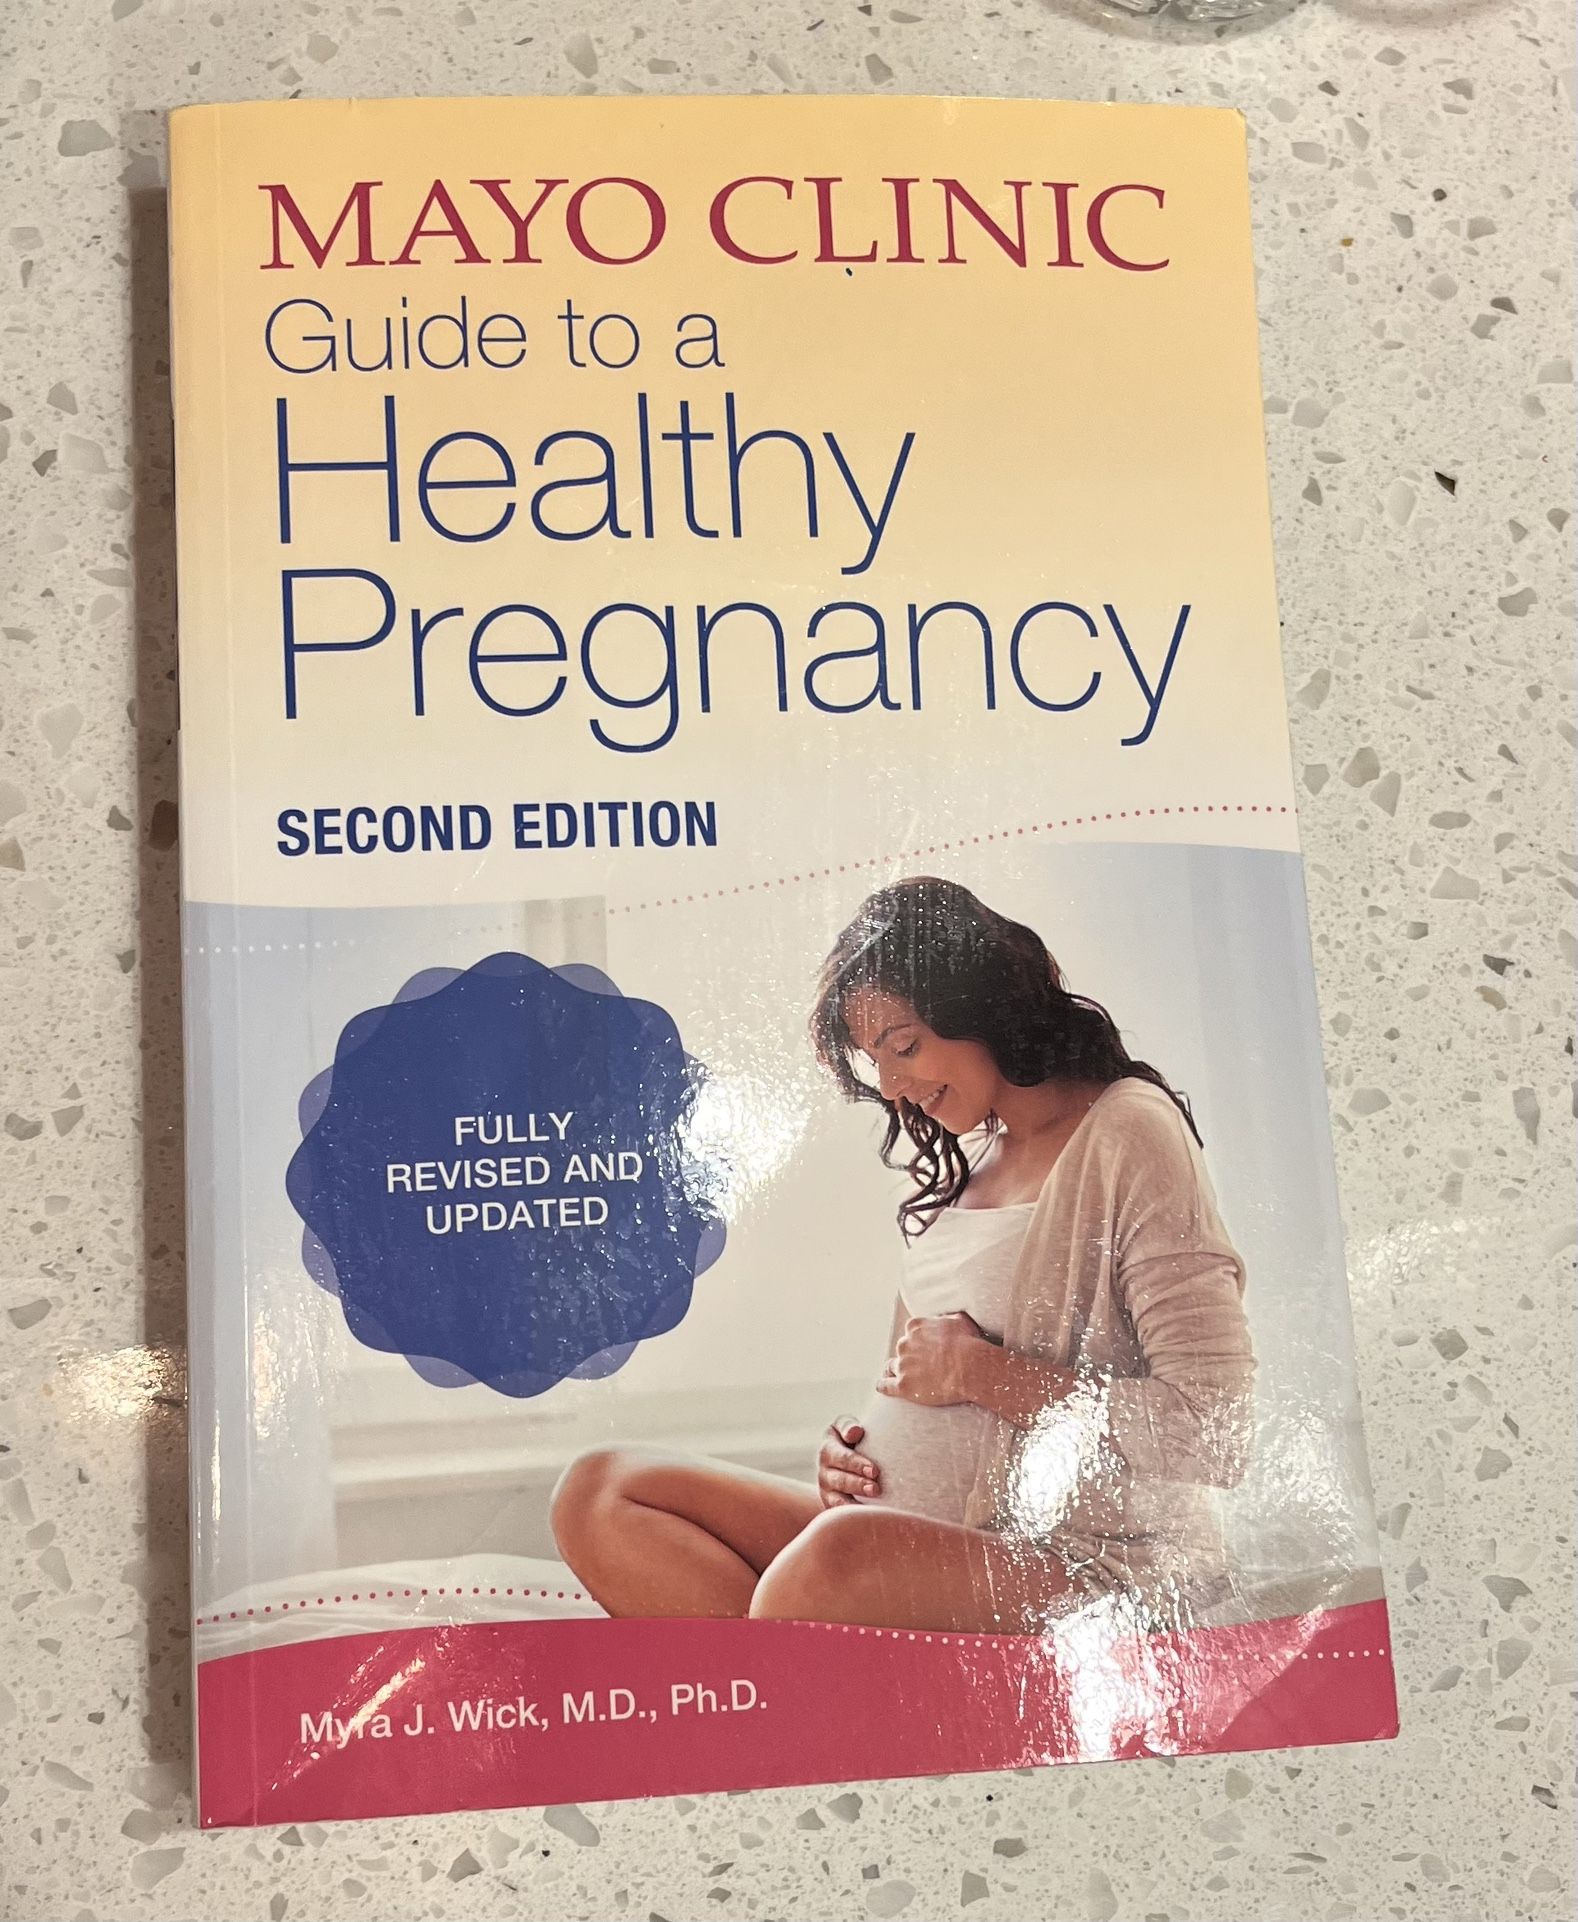 MAYO CLINIC
Guide to a
Healthy
Pregnancy
SECOND EDITION
FULLY
REVISED AND
UPDATED
Myra J. Wick, M.D., Ph.D.